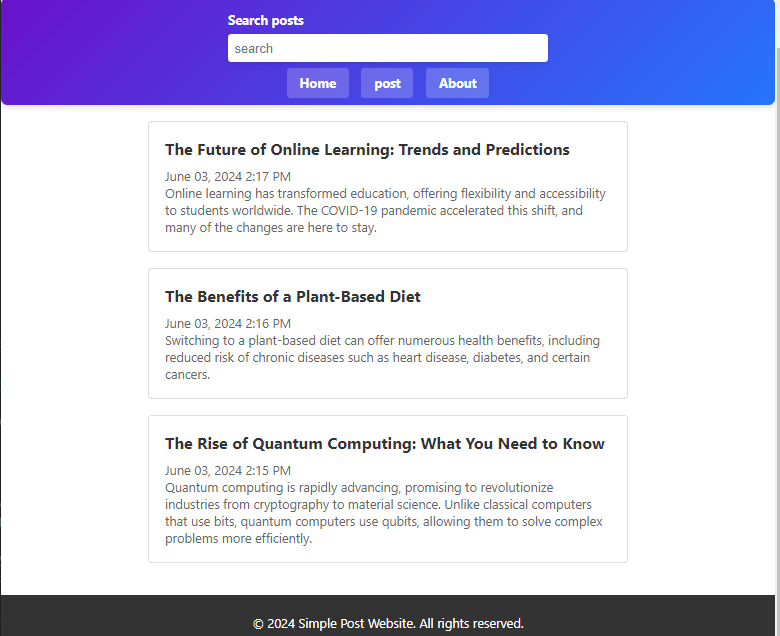 Search posts
search
Home post About
The Future of Online Learning: Trends and Predictions
June 03, 2024 2:17 PM
Online learning has transformed education, offering flexibility and accessibility
to students worldwide. The COVID-19 pandemic accelerated this shift, and
many of the changes are here to stay.
The Benefits of a Plant-Based Diet
June 03, 2024 2:16 PM
Switching to a plant-based diet can offer numerous health benefits, including
reduced risk of chronic diseases such as heart disease, diabetes, and certain
cancers.
The Rise of Quantum Computing: What You Need to Know
June 03, 2024 2:15 PM
Quantum computing is rapidly advancing, promising to revolutionize
industries from cryptography to material science. Unlike classical computers
that use bits, quantum computers use qubits, allowing them to solve complex
problems more efficiently.
© 2024 Simple Post Website. All rights reserved.